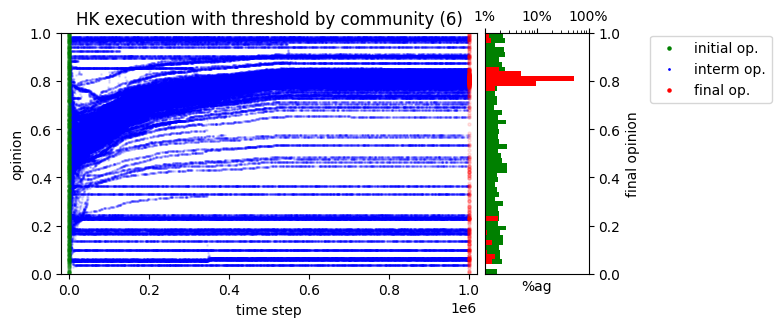 HK execution with threshold by community (6)
1% 10% 100%
initial op.
interm op.
final op.
1.0
0.8
0.6
0.4
0.2
0.0
opinion
1.0
0.8
0.6
0.4
0.2
0.0
final opinion
0.0 0.2 0.4 0.6 0.8 1.0
1e6
time step
%ag